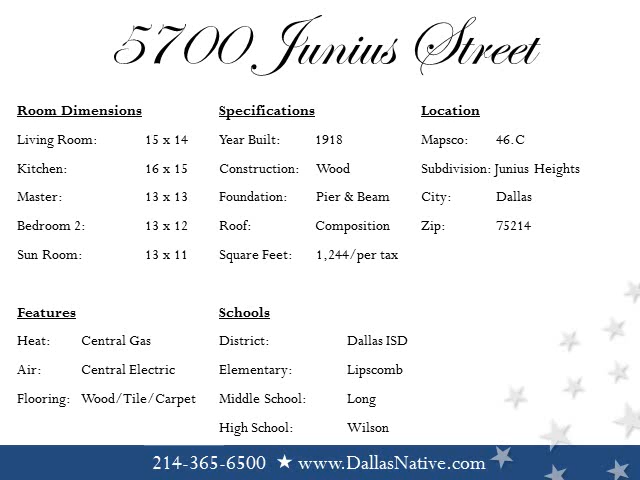 5700 Junius Street
Room Dimensions
Living Room: 15 x 14
Kitchen: 16 x 15
Master: 13 x 13
Bedroom 2: 13 x 12
Sun Room: 13 x 11
Specifications
Year Built: 1918
Construction: Wood
Foundation: Pier & Beam
Roof: Composition
Square Feet: 1,244/per tax
Location
Mapsco: 46.C
Subdivision: Junius Heights
City: Dallas
Zip: 75214
Features
Heat: Central Gas
Air: Central Electric
Flooring: Wood/Tile/Carpet
Schools
District: Dallas ISD
Elementary: Lipscomb
Middle School: Long
High School: Wilson
214-365-6500 ★ www.DallasNative.com